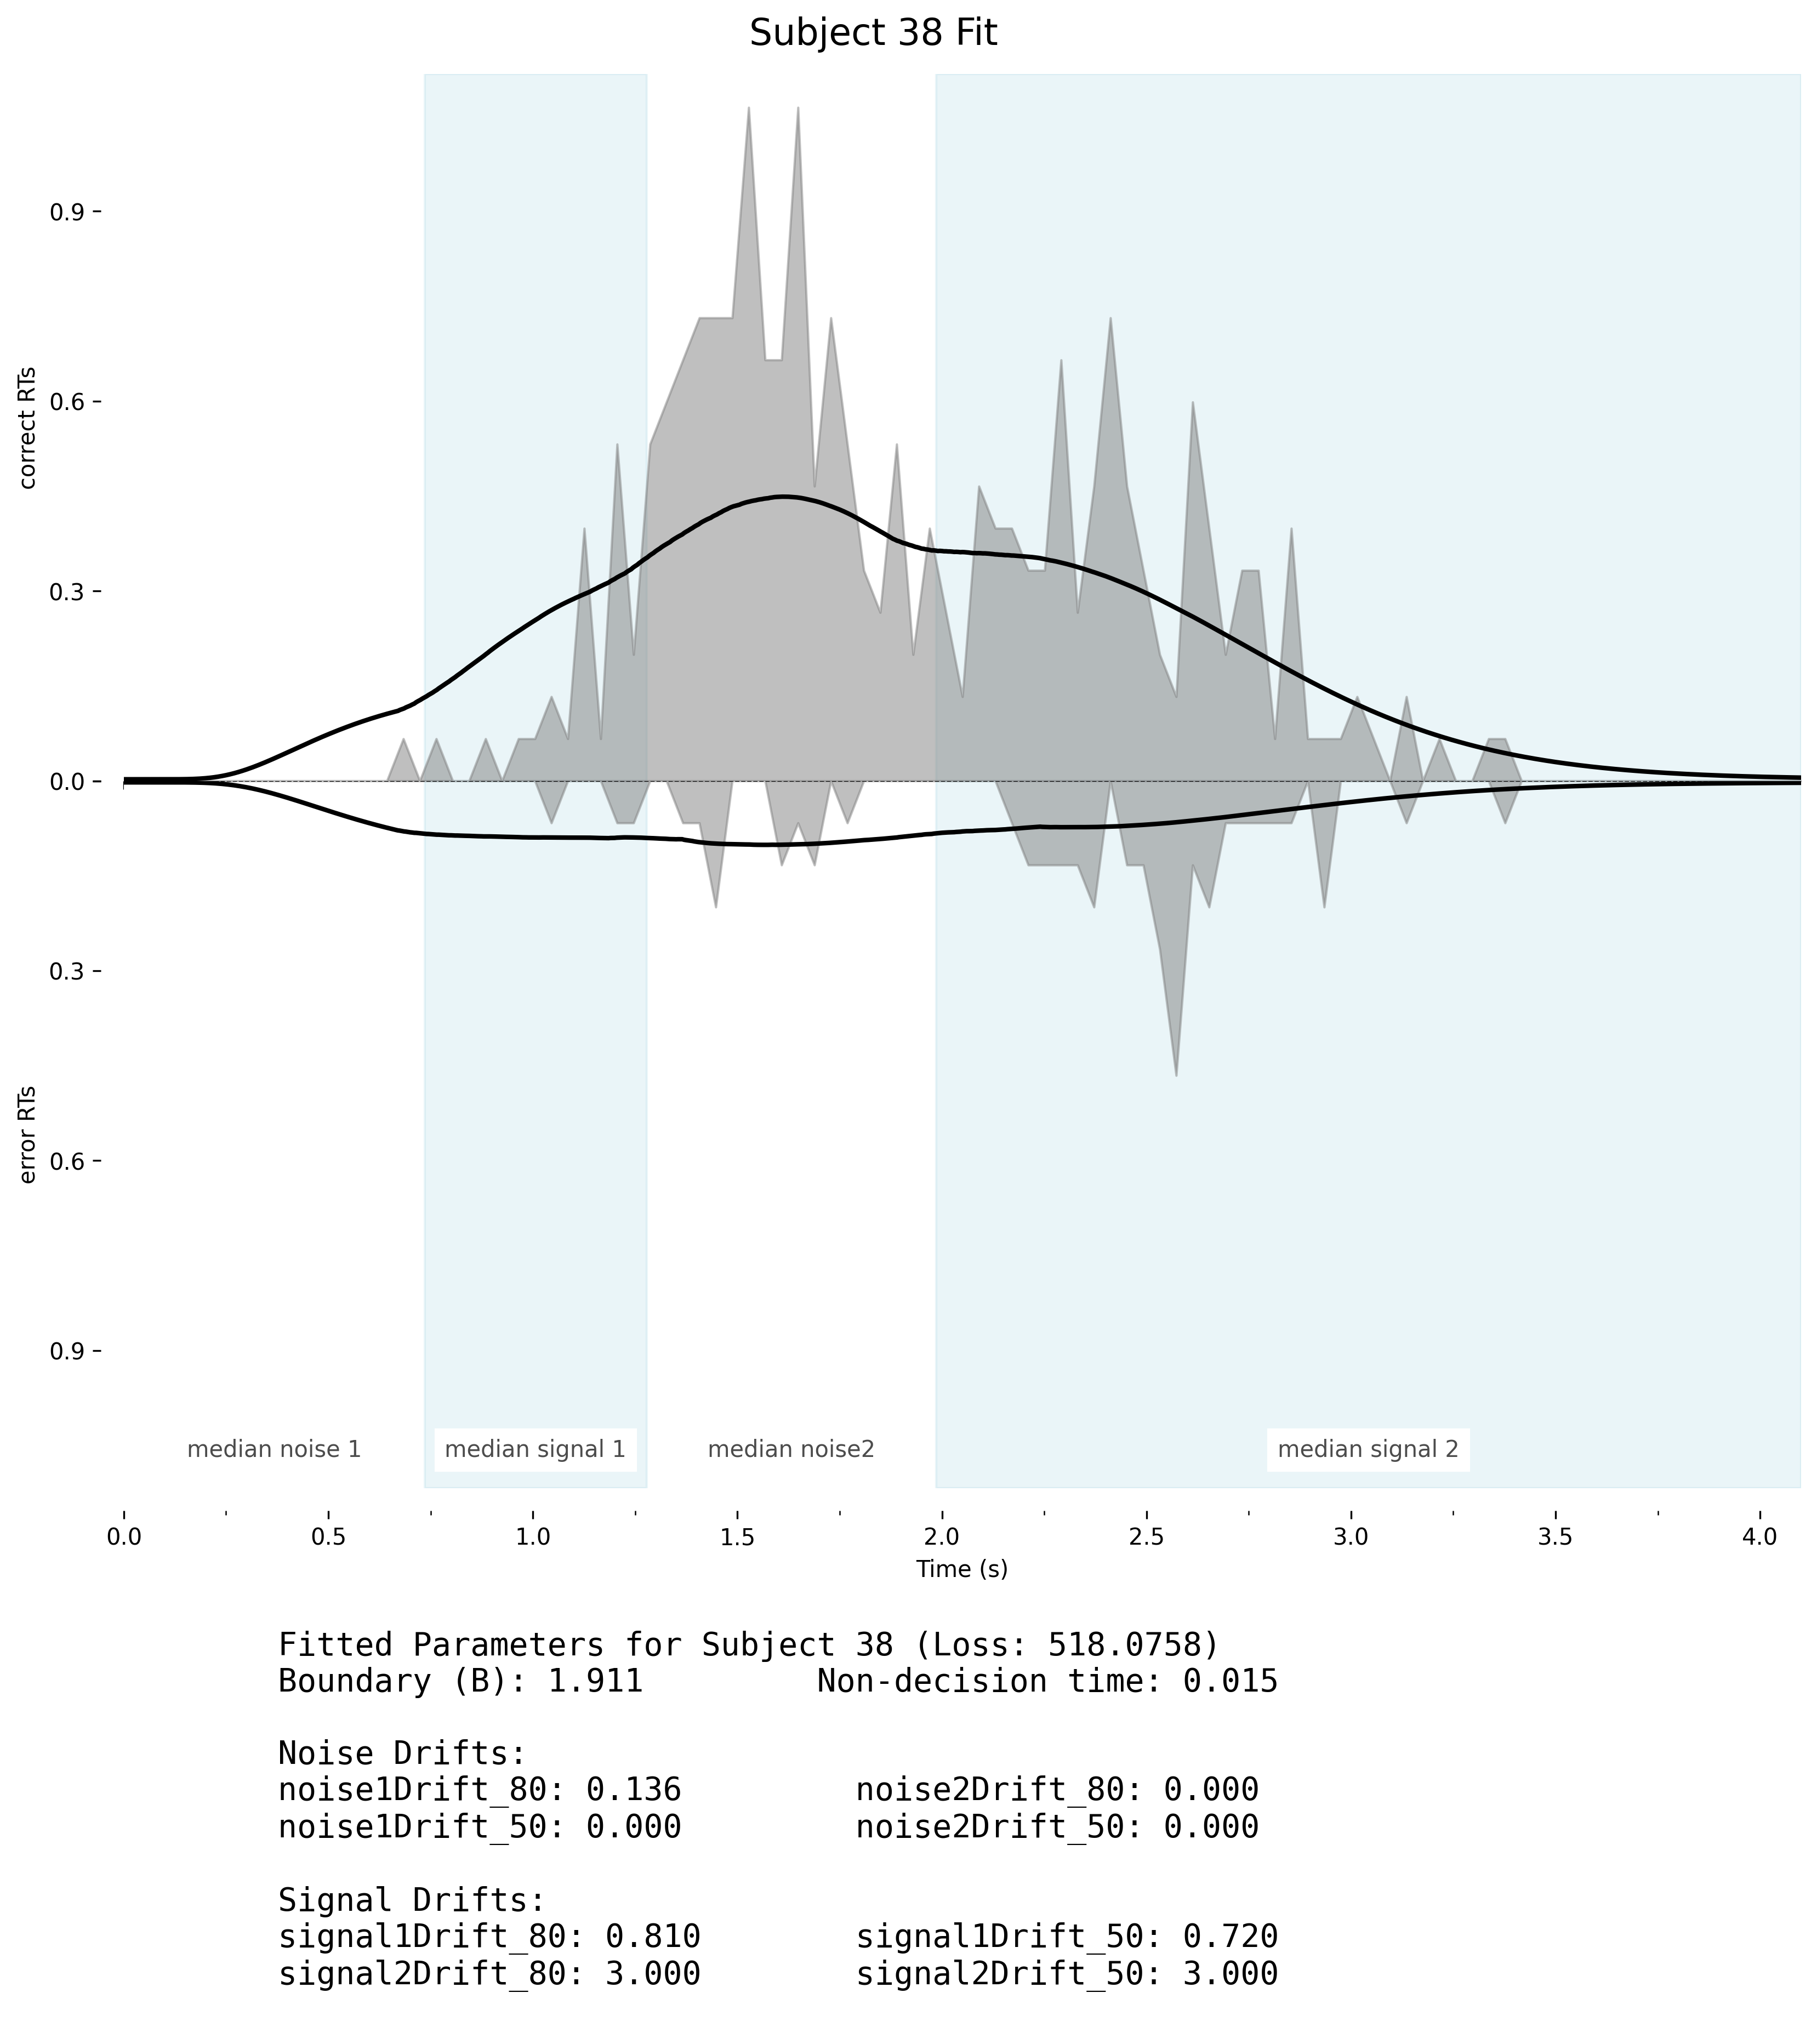 Subject 38 Fit
correct RTs
error RTs
0.9
0.6
0.3
0.0
0.3
0.6
0.9
median noise 1
median signal 1
median noise2
median signal 2
0.0 0.5 1.0 1.5 2.0 2.5 3.0 3.5 4.0
Time (s)
Fitted Parameters for Subject 38 (Loss: 518.0758)
Boundary (B): 1.911 Non-decision time: 0.015
Noise Drifts:
noise1Drift_80: 0.136 noise2Drift_80: 0.000
noise1Drift_50: 0.000 noise2Drift_50: 0.000
Signal Drifts:
signal1Drift_80: 0.810 signal1Drift_50: 0.720
signal2Drift_80: 3.000 signal2Drift_50: 3.000